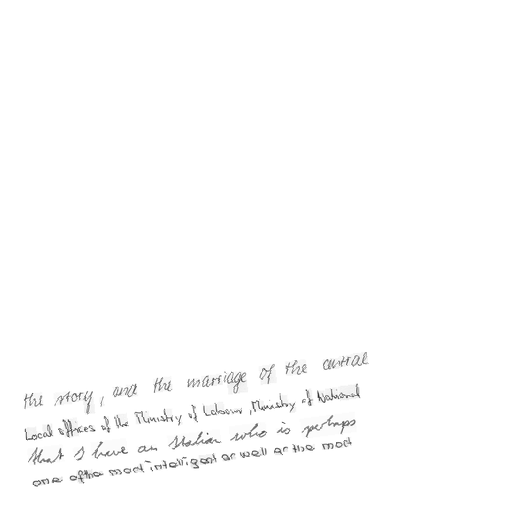 the story, and the marriage of the central
Local offices of the Ministry of Labour, Ministry of National
that I have an Italian who is perhaps
one of the most intelligent as well as the most